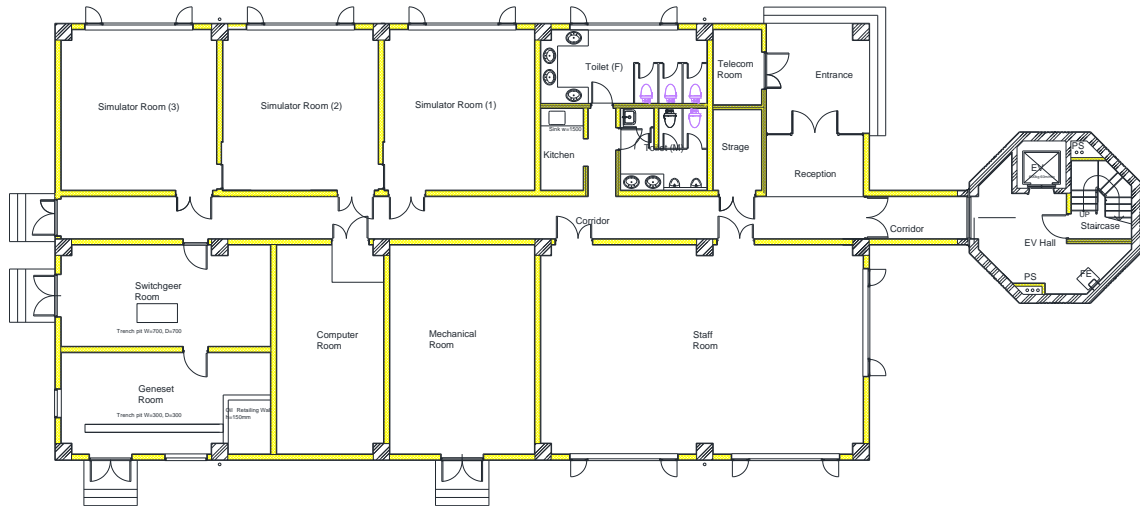 Toilet (F)
Telecom
Room
Entrance
Simulator Room (3)
Simulator Room (2)
Simulator Room (1)
Sink w=1500
Kitchen
Toilet (M)
Strage
Reception
PS
EV
UP
Staircase
Corridor
Corridor
EV Hall
PS
FE
Switchgeer
Room
Trench pit W=700, D=700
Computer
Room
Mechanical
Room
Staff
Room
Geneset
Room
Trench pit W=300, D=300
Oil Retailing Wall
h=150mm